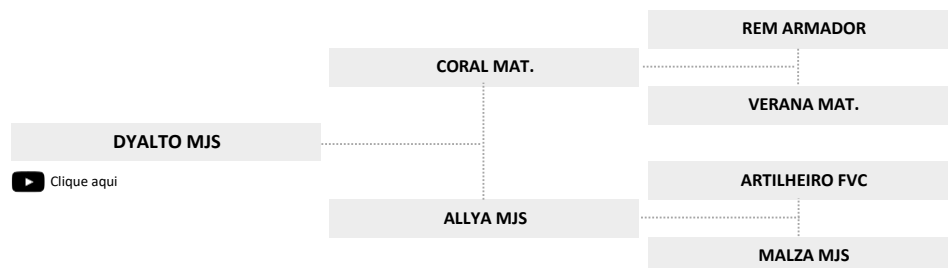 REM ARMADOR
CORAL MAT.
VERANA MAT.
DYALTO MJS
Clique aqui
ARTILHEIRO FVC
ALLYA MJS
MALZA MJS